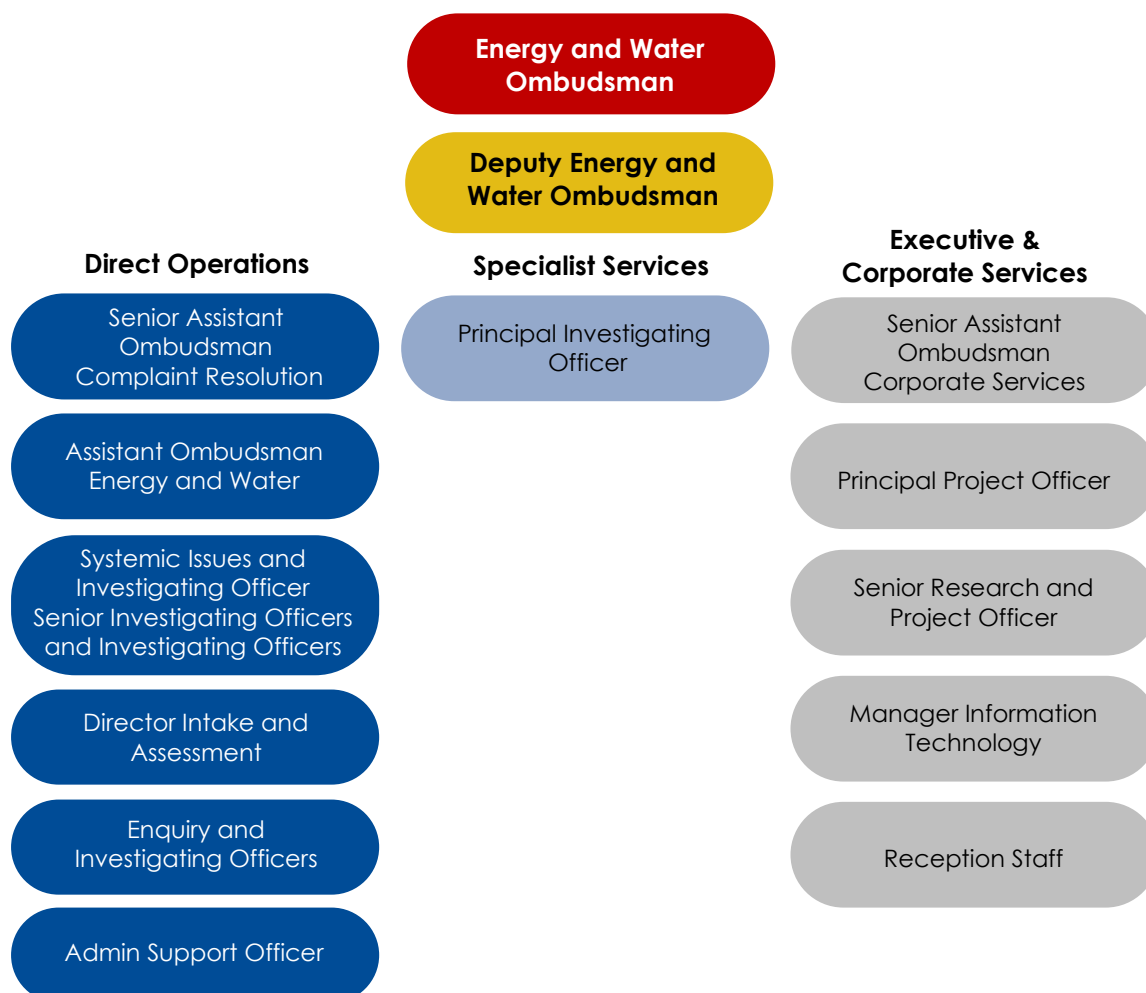 Energy and Water
Ombudsman
Deputy Energy and
Water Ombudsman
Direct Operations
Senior Assistant
Ombudsman
Complaint Resolution
Assistant Ombudsman
Energy and Water
Systemic Issues and
Investigating Officer
Senior Investigating Officers
and Investigating Officers
Director Intake and
Assessment
Enquiry and
Investigating Officers
Admin Support Officer
Specialist Services
Principal Investigating
Officer
Executive &
Corporate Services
Senior Assistant
Ombudsman
Corporate Services
Principal Project Officer
Senior Research and
Project Officer
Manager Information
Technology
Reception Staff